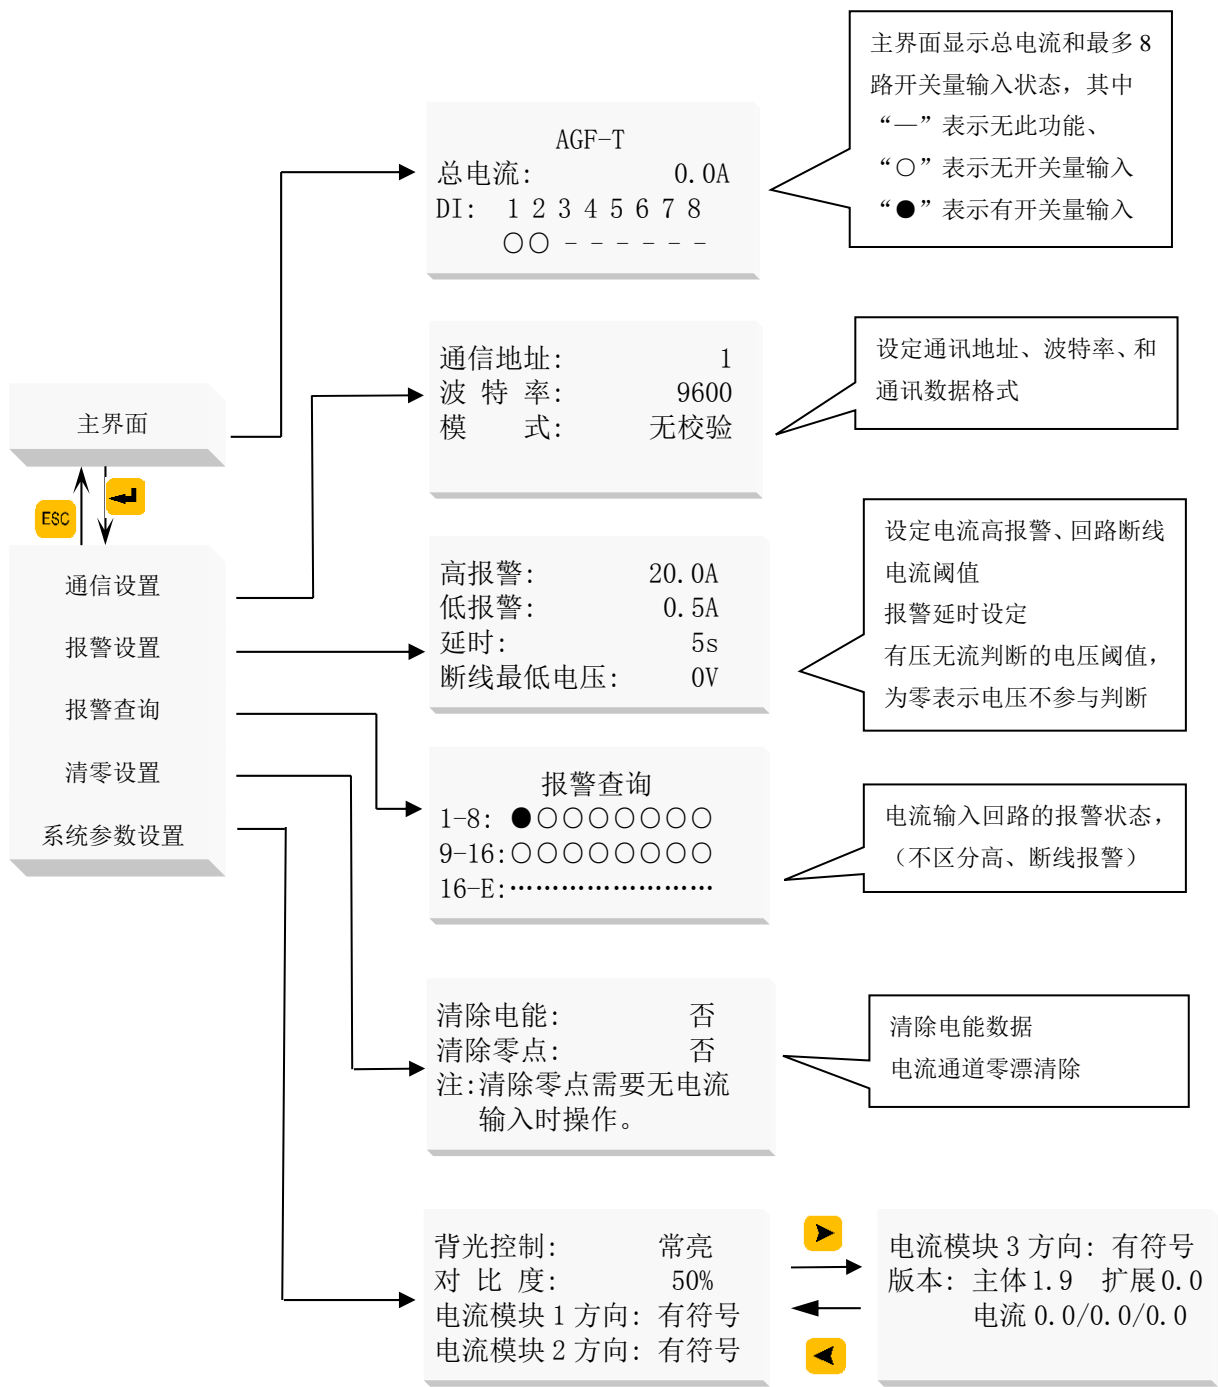 主界面
ESC
通信设置
报警设置
报警查询
清零设置
系统参数设置
AGF-T
总电流: 0.0A
DI: 1 2 3 4 5 6 7 8
○○ - - - - - -
主界面显示总电流和最多8
路开关量输入状态，其中
“—”表示无此功能、
“○”表示无开关量输入
“●”表示有开关量输入
通信地址: 1
波 特 率: 9600
模 式: 无校验
设定通讯地址、波特率、和
通讯数据格式
高报警: 20.0A
低报警: 0.5A
延时: 5s
断线最低电压: 0V
设定电流高报警、回路断线
电流阈值
报警延时设定
有压无流判断的电压阈值，
为零表示电压不参与判断
报警查询
1-8: ●○○○○○○○
9-16:○○○○○○○○
16-E:……………………
电流输入回路的报警状态，
（不区分高、断线报警）
清除电能: 否
清除零点: 否
注:清除零点需要无电流
输入时操作。
清除电能数据
电流通道零漂清除
背光控制: 常亮
对 比 度: 50%
电流模块1方向: 有符号
电流模块2方向: 有符号
电流模块3方向: 有符号
版本: 主体1.9 扩展0.0
电流 0.0/0.0/0.0